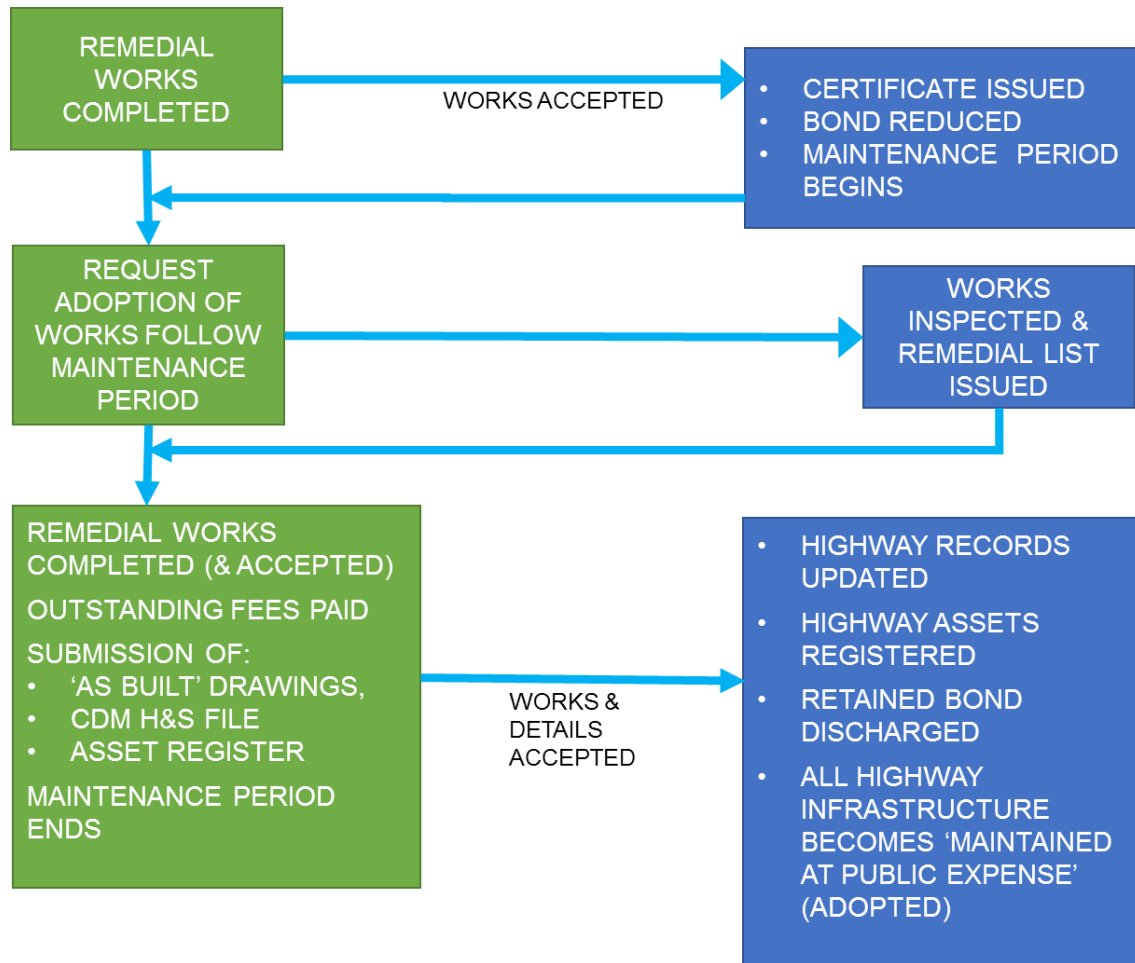 REMEDIAL
WORKS
COMPLETED
WORKS ACCEPTED
• CERTIFICATE ISSUED
• BOND REDUCED
• MAINTENANCE PERIOD
BEGINS
REQUEST
ADOPTION OF
WORKS FOLLOW
MAINTENANCE
PERIOD
WORKS
INSPECTED &
REMEDIAL LIST
ISSUED
REMEDIAL WORKS
COMPLETED (& ACCEPTED)
OUTSTANDING FEES PAID
SUBMISSION OF:
• ‘AS BUILT’ DRAWINGS,
• CDM H&S FILE
• ASSET REGISTER
MAINTENANCE PERIOD
ENDS
WORKS &
DETAILS
ACCEPTED
• HIGHWAY RECORDS
UPDATED
• HIGHWAY ASSETS
REGISTERED
• RETAINED BOND
DISCHARGED
• ALL HIGHWAY
INFRASTRUCTURE
BECOMES ‘MAINTAINED
AT PUBLIC EXPENSE’
(ADOPTED)